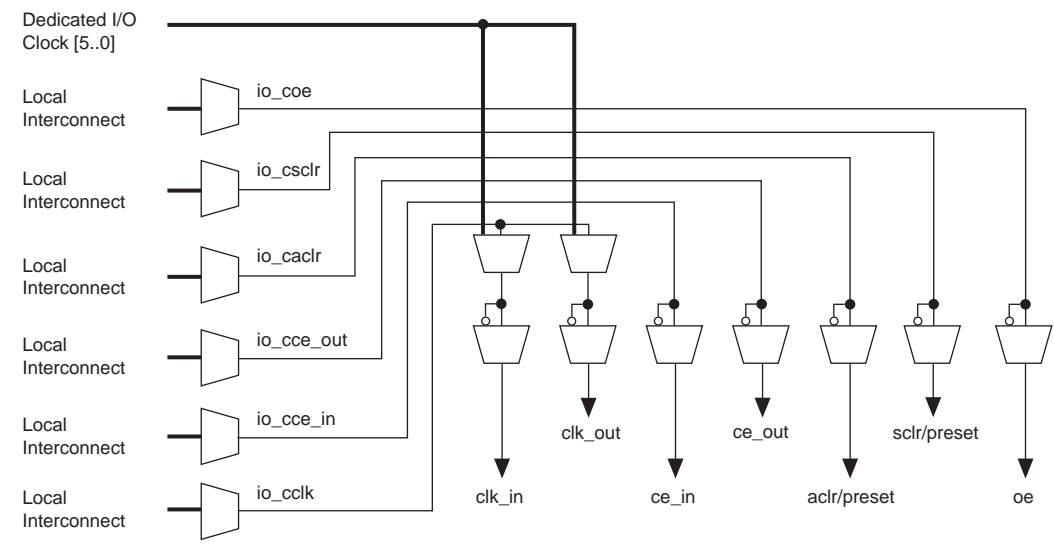 Dedicated I/O
Clock [5..0]
Local
Interconnect
io_coe
Local
Interconnect
io_csclr
Local
Interconnect
io_caclr
Local
Interconnect
io_cce_out
Local
Interconnect
io_cce_in
Local
Interconnect
io_cclk
clk_out
ce_out
sclr/preset
clk_in
ce_in
aclr/preset
oe